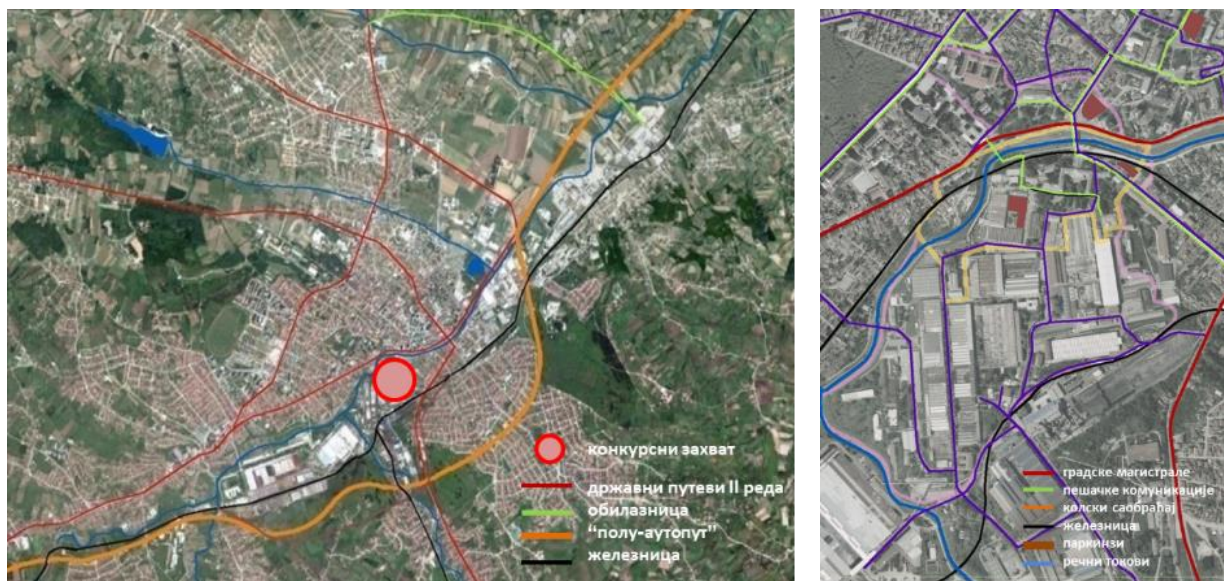 конкурсни захват
државни путеви II реда
обилазница
“полу-аутопут”
железница
градске магистрале
пешачке комуникације
колски саобраћај
железница
паркинзи
речни токови